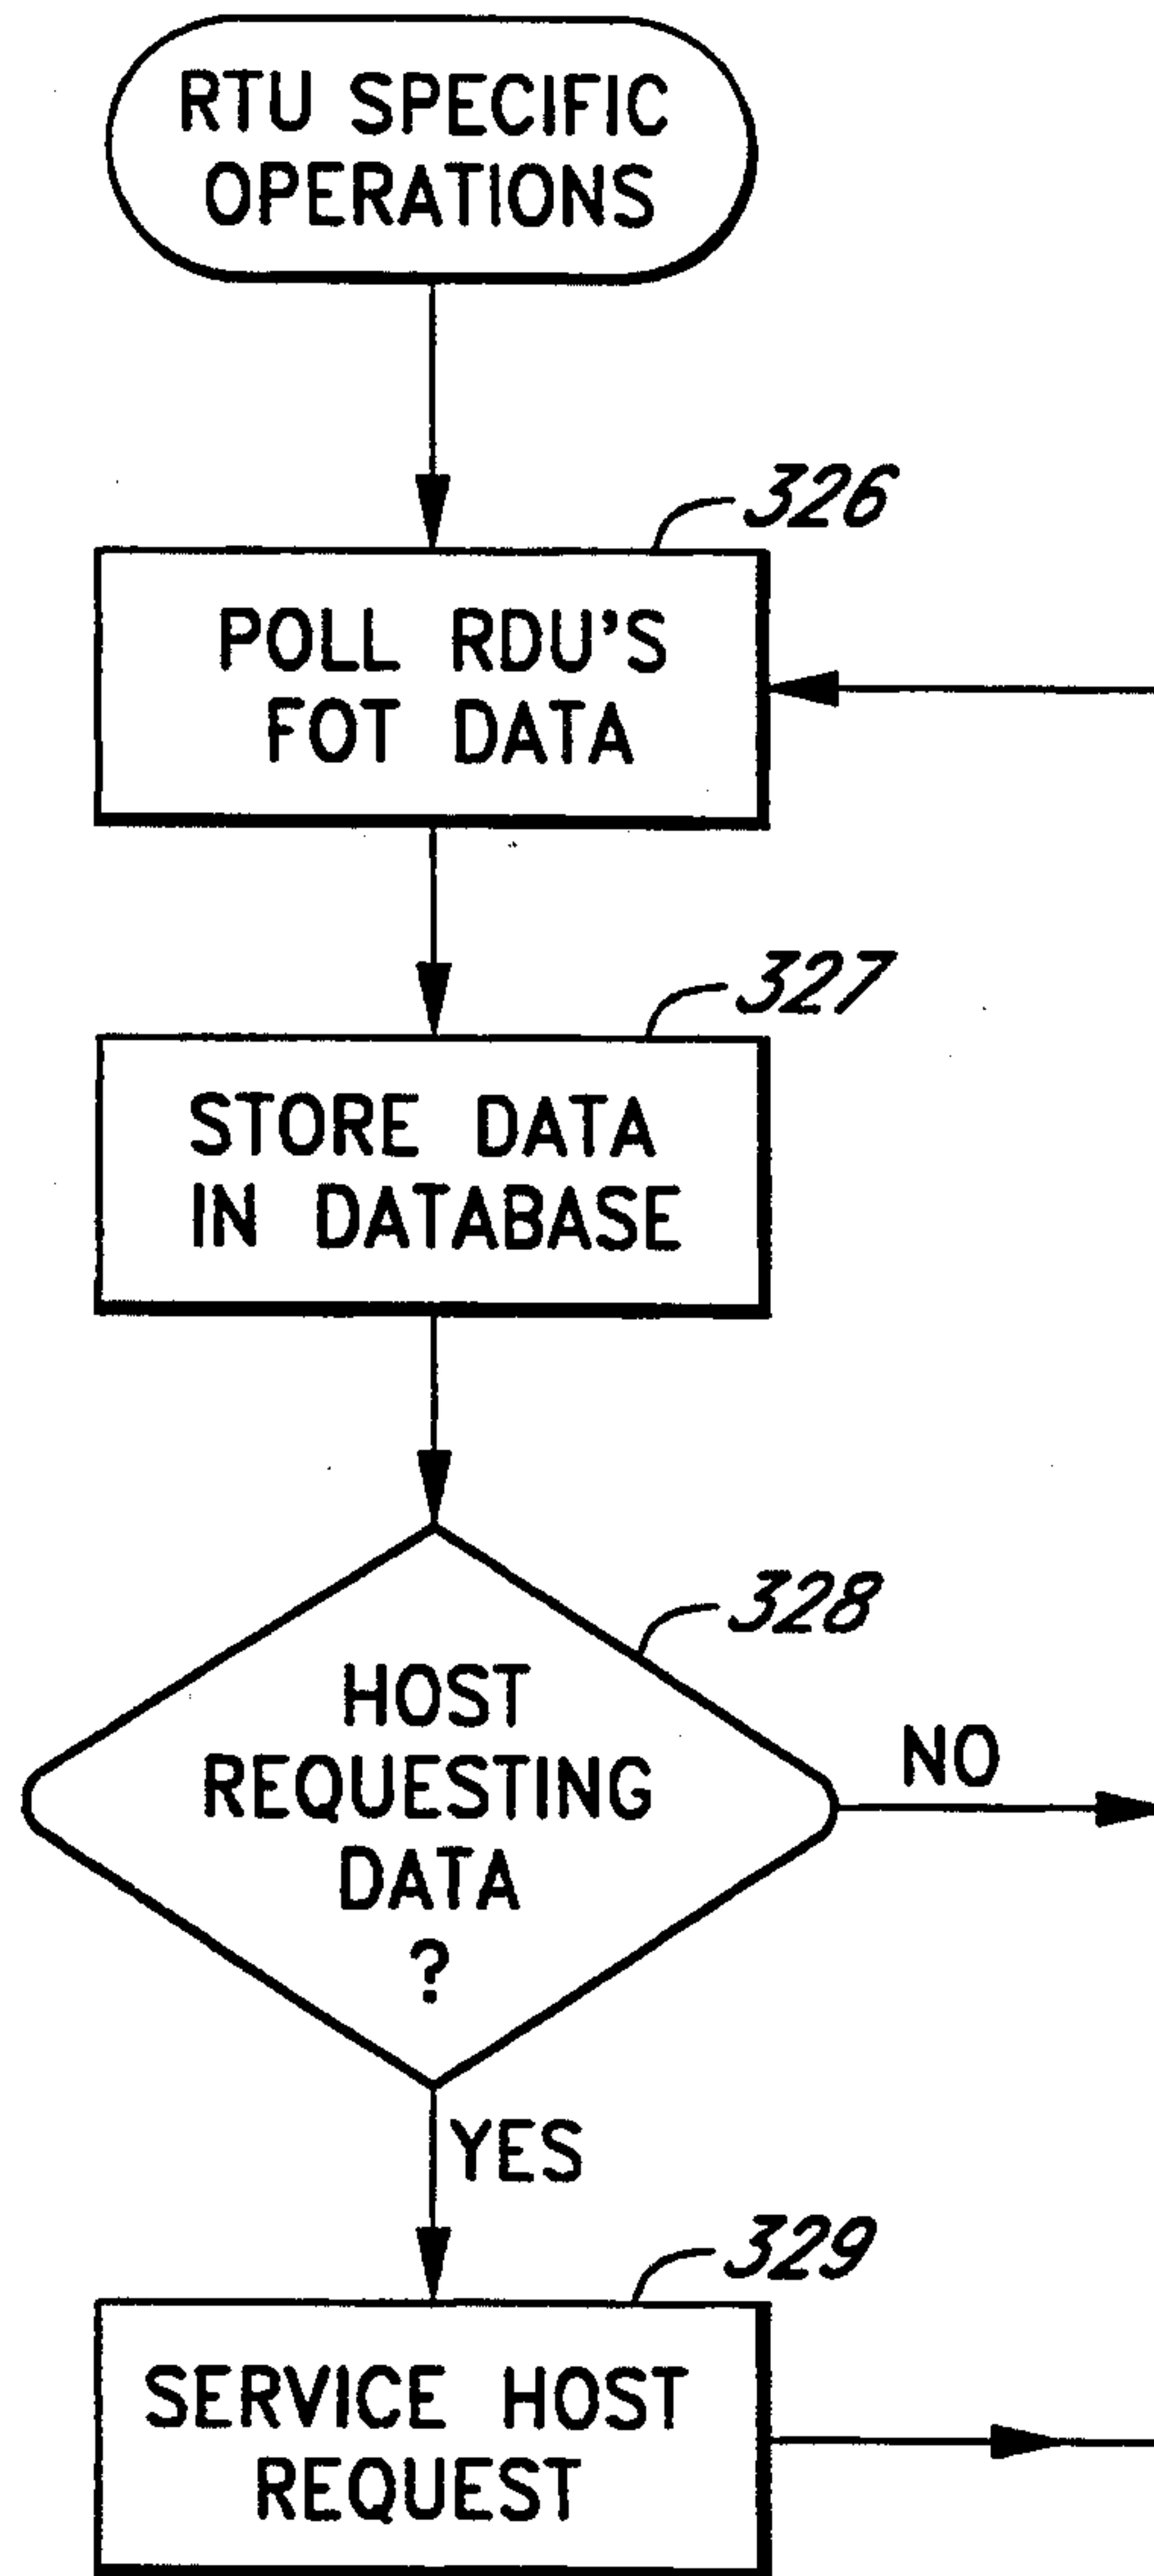 RTU SPECIFIC
OPERATIONS
326
POLL RDU'S
FOT DATA
327
STORE DATA
IN DATABASE
328
HOST
REQUESTING
DATA
?
NO
YES
329
SERVICE HOST
REQUEST